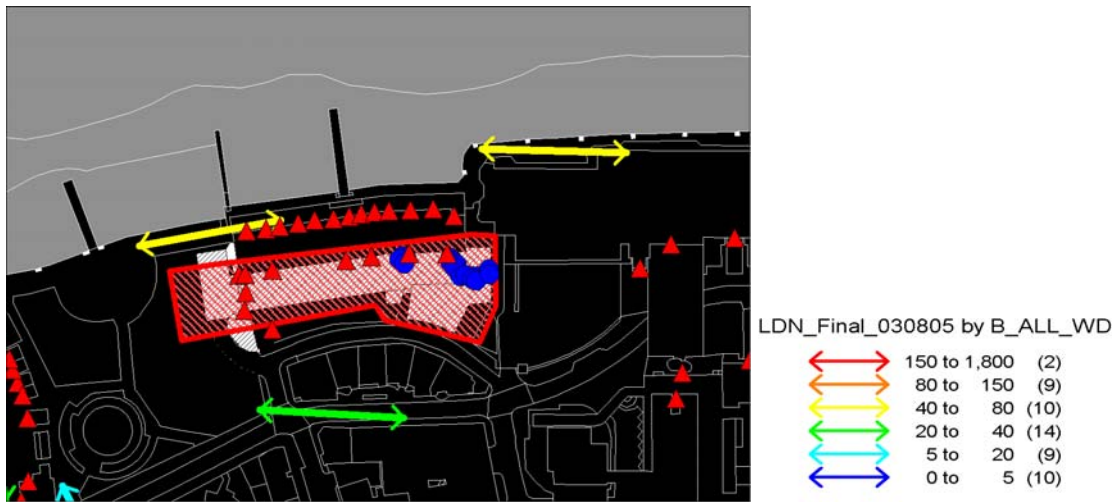 LDN_Final_030805 by B_ALL_WD
150 to 1,800 (2)
80 to 150 (9)
40 to 80 (10)
20 to 40 (14)
5 to 20 (9)
0 to 5 (10)